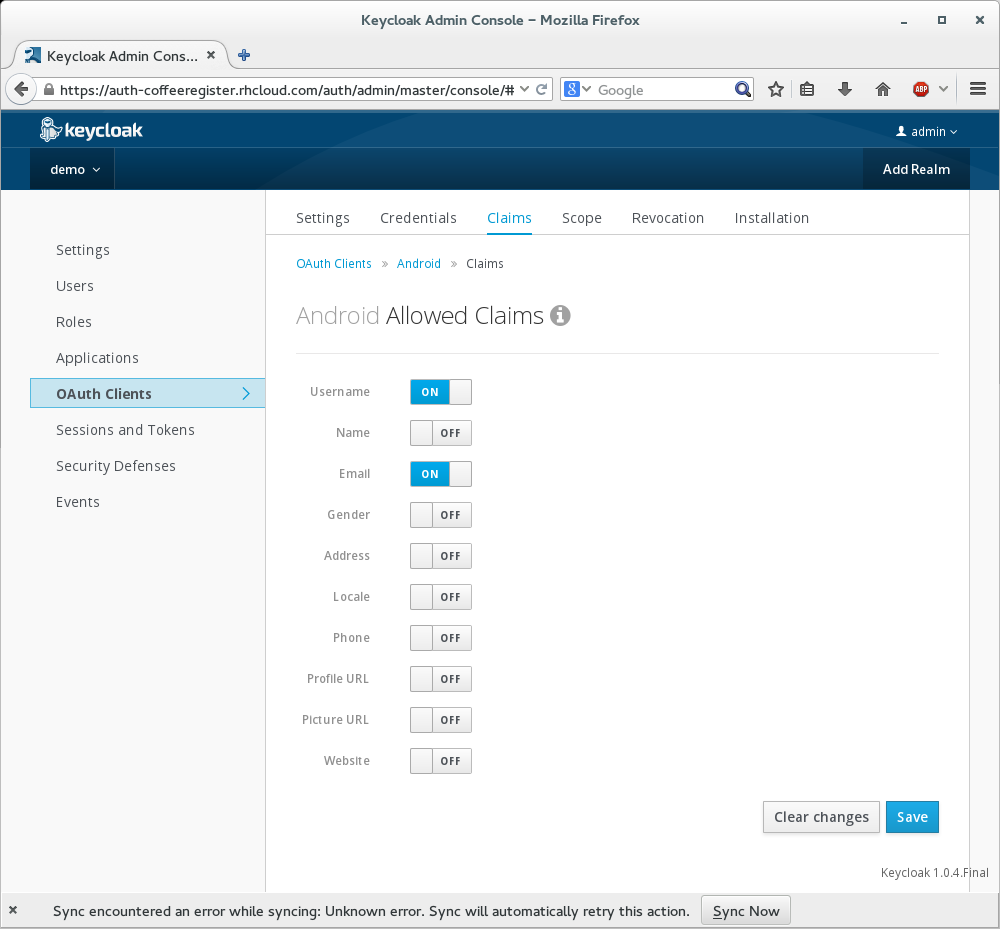 Keycloak Admin Console – Mozilla Firefox
Keycloak Admin Cons...
https://auth-coffeeregister.rhcloud.com/auth/admin/master/console/#
8 Google
ABP
keycloak
admin
demo
Add Realm
Settings
Users
Roles
Applications
OAuth Clients
Sessions and Tokens
Security Defenses
Events
Settings Credentials Claims Scope Revocation Installation
OAuth Clients » Android » Claims
Android Allowed Claims
Username ON
Name OFF
Email ON
Gender OFF
Address OFF
Locale OFF
Phone OFF
Profile URL OFF
Picture URL OFF
Website OFF
Clear changes Save
Keycloak 1.0.4.Final
Sync encountered an error while syncing: Unknown error. Sync will automatically retry this action. Sync Now